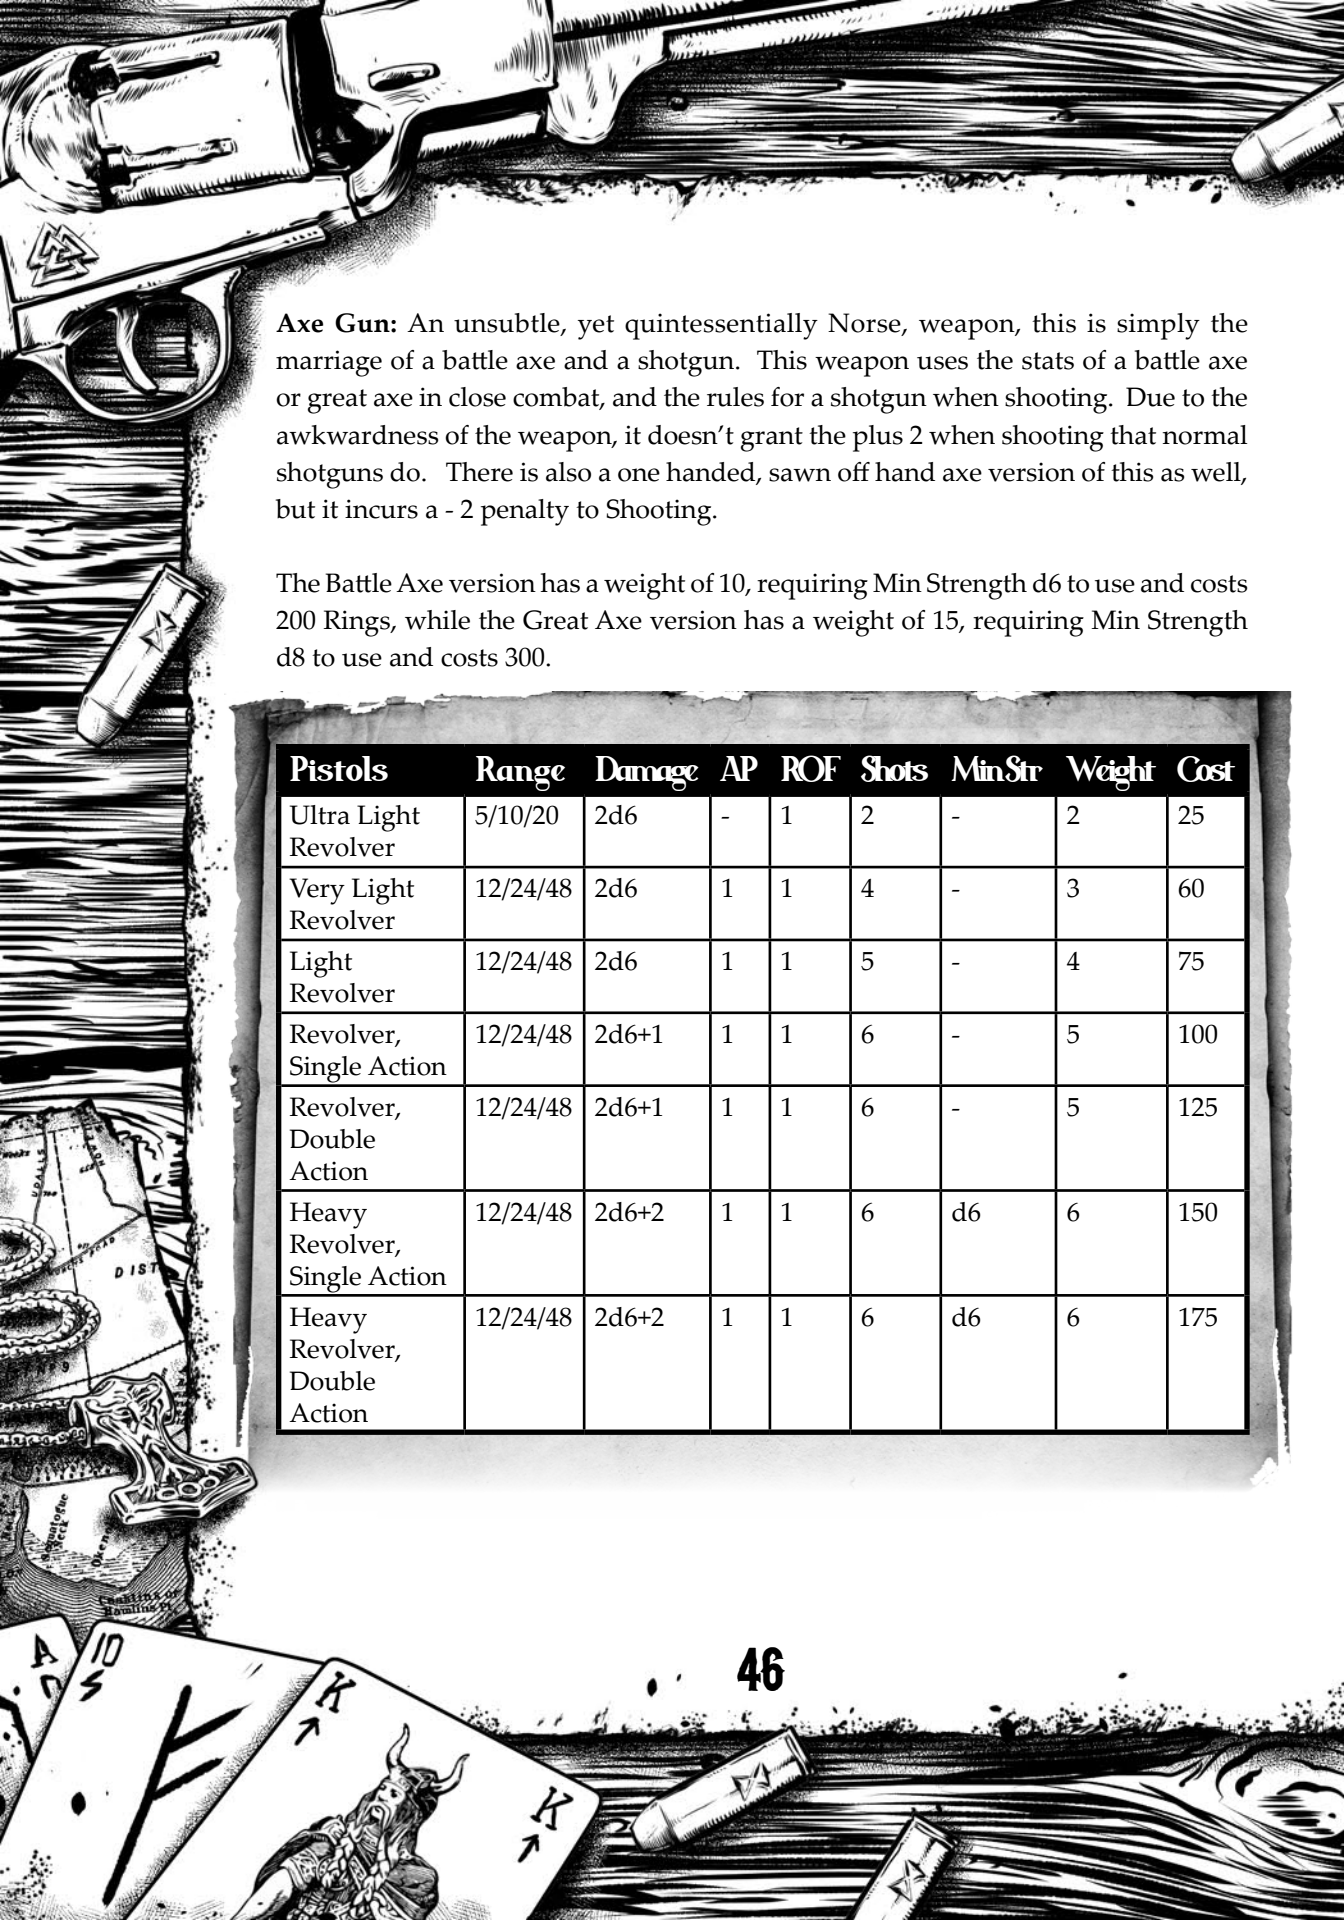 Axe Gun: An unsubtle, yet quintessentially Norse, weapon, this is simply the
marriage of a battle axe and a shotgun. This weapon uses the stats of a battle axe
or great axe in close combat, and the rules for a shotgun when shooting. Due to the
awkwardness of the weapon, it doesn't grant the plus 2 when shooting that normal
shotguns do. There is also a one handed, sawn off hand axe version of this as well,
but it incurs a - 2 penalty to Shooting.
The Battle Axe version has a weight of 10, requiring Min Strength d6 to use and costs
200 Rings, while the Great Axe version has a weight of 15, requiring Min Strength
d8 to use and costs 300.
Pistols Range Damage AP ROF Shots Min Str Weight Cost
Ultra Light 5/10/20 2d6 - 1 2 - 2 25
Revolver
Very Light 12/24/48 2d6 1 1 4 - 3 60
Revolver
Light 12/24/48 2d6 1 1 5 - 4 75
Revolver
Revolver, 12/24/48 2d6+1 1 1 6 - 5 100
Single Action
Revolver, 12/24/48 2d6+1 1 1 6 - 5 125
Double
Action
Heavy 12/24/48 2d6+2 1 1 6 d6 6 150
Revolver,
Single Action
Heavy 12/24/48 2d6+2 1 1 6 d6 6 175
Revolver,
Double
Action
UDALLS
DIST
Neck
46
A
10
K
K